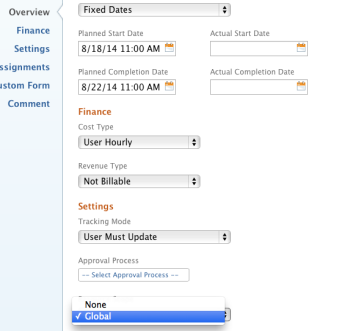 Overview
Finance
Settings
ssignments
ustom Form
Comment
Fixed Dates
Planned Start Date Actual Start Date
8/18/14 11:00 AM
Planned Completion Date Actual Completion Date
8/22/14 11:00 AM
Finance
Cost Type
User Hourly
Revenue Type
Not Billable
Settings
Tracking Mode
User Must Update
Approval Process
-- Select Approval Process --
None
✓ Global